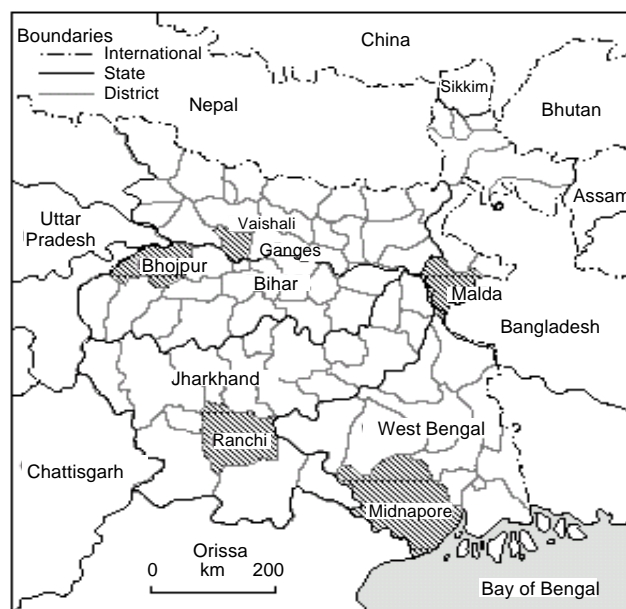 Boundaries
International
State
District
China
Sikkim
Nepal
Bhutan
Assam
Uttar
Pradesh
Vaishali
Ganges
Bhojpur
Bihar
Malda
Bangladesh
Jharkhand
Ranchi
West Bengal
Chattisgarh
Midnapore
Orissa
0 200
km
Bay of Bengal